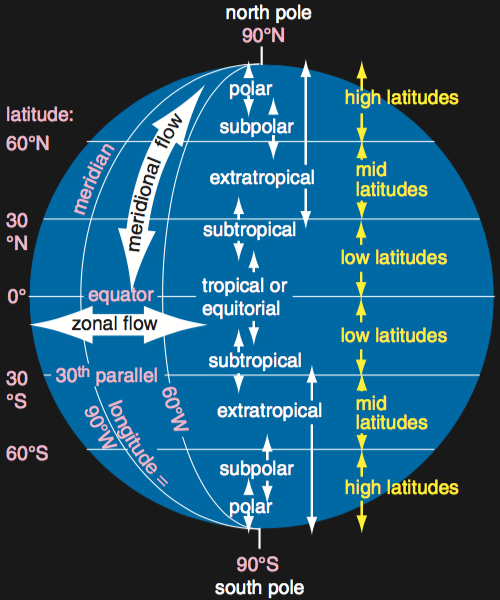 north pole
90°N
latitude:
polar
high latitudes
subpolar
60°N
meridional flow
meridian
extratropical
mid
latitudes
30
°N
subtropical
low latitudes
0°
equator
tropical or
equitorial
zonal flow
low latitudes
subtropical
30
°S
30th parallel
60°W
90°W
longitude =
extratropical
mid
latitudes
60°S
subpolar
high latitudes
polar
90°S
south pole